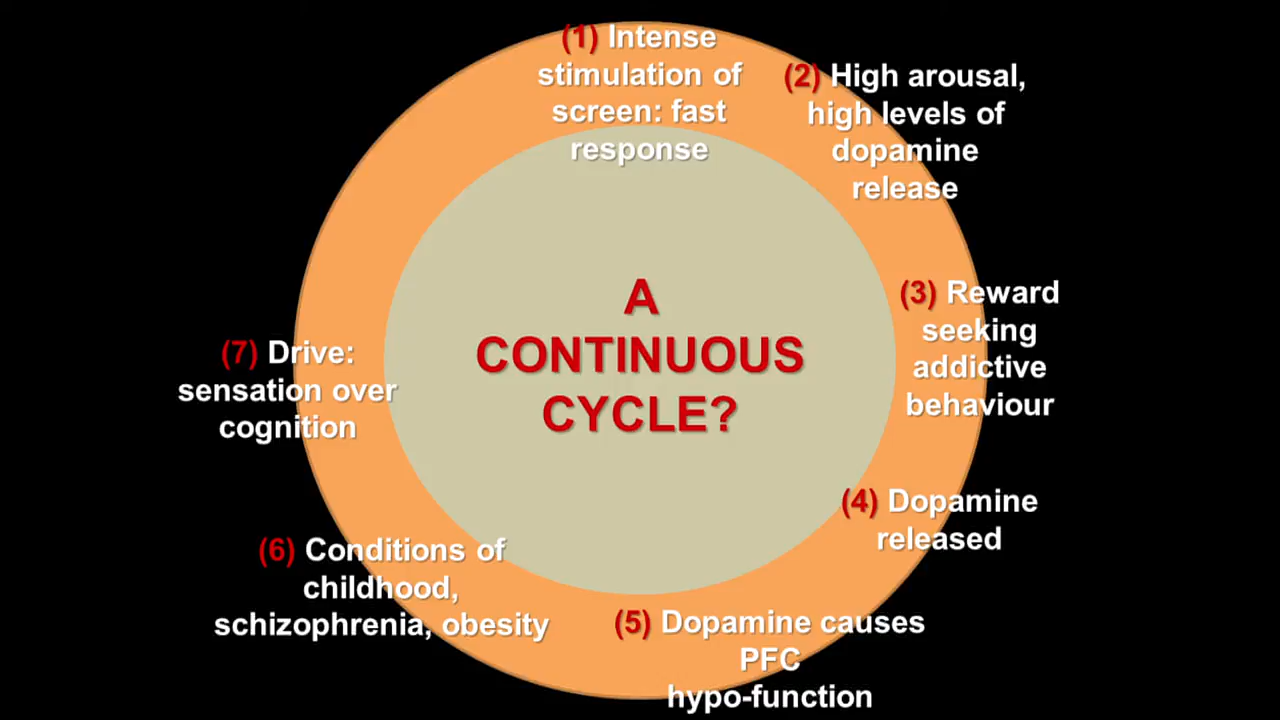 (1) Intense
stimulation of
screen: fast
response
(2) High arousal,
high levels of
dopamine
release
(3) Reward
seeking
addictive
behaviour
(4) Dopamine
released
(5) Dopamine causes
PFC
hypo-function
(6) Conditions of
childhood,
schizophrenia, obesity
(7) Drive:
sensation over
cognition
A
CONTINUOUS
CYCLE?